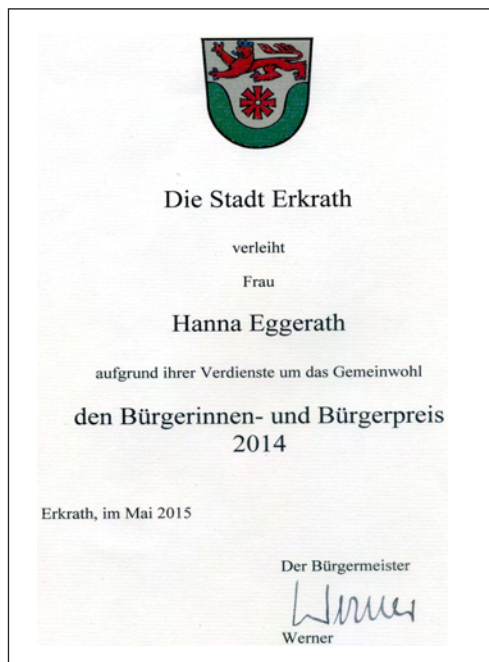 Die Stadt Erkrath
verleiht
Frau
Hanna Eggerath
aufgrund ihrer Verdienste um das Gemeinwohl
den Bürgerinnen- und Bürgerpreis
2014
Erkrath, im Mai 2015
Der Bürgermeister
Werner
Werner